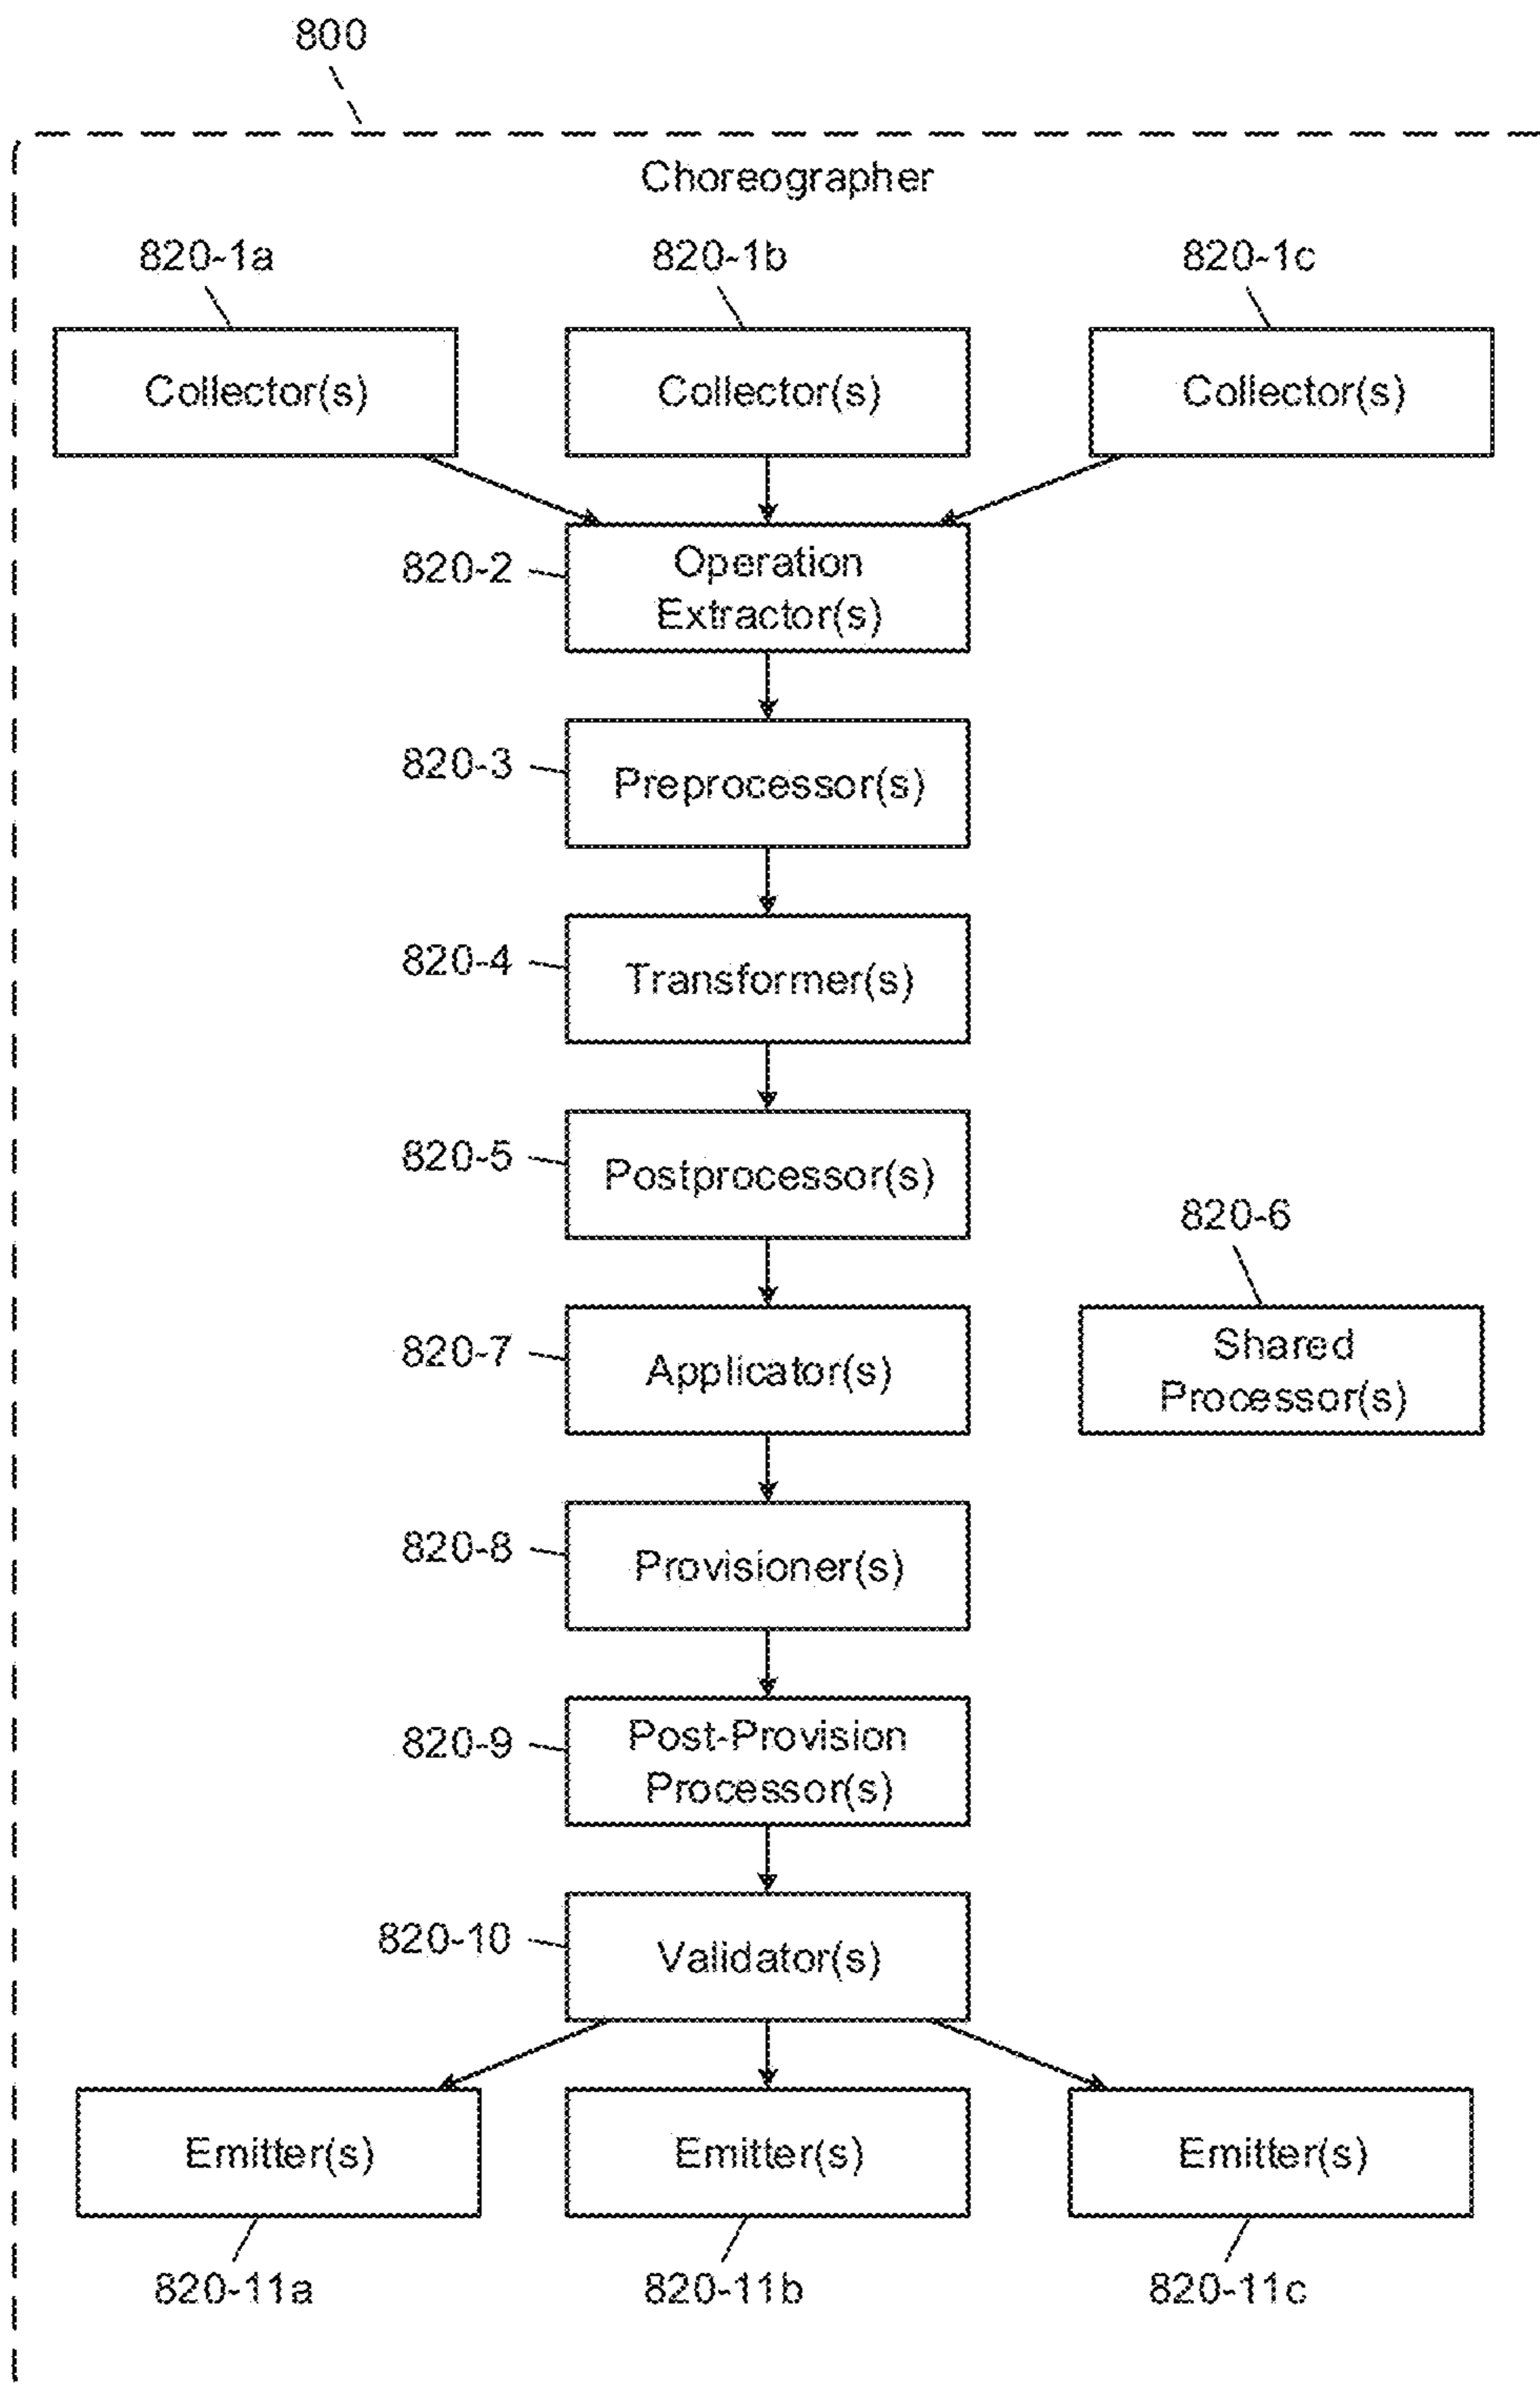 800
Choreographer
820-1a
820-1b
820-1c
Collector(s)
Collector(s)
Collector(s)
820-2
Operation
Extractor(s)
820-3
Preprocessor(s)
820-4
Transformer(s)
820-5
Postprocessor(s)
820-6
820-7
Applicator(s)
Shared
Processor(s)
820-8
Provisioner(s)
820-9
Post-Provision
Processor(s)
820-10
Validator(s)
Emitter(s)
Emitter(s)
Emitter(s)
820-11a
820-11b
820-11c